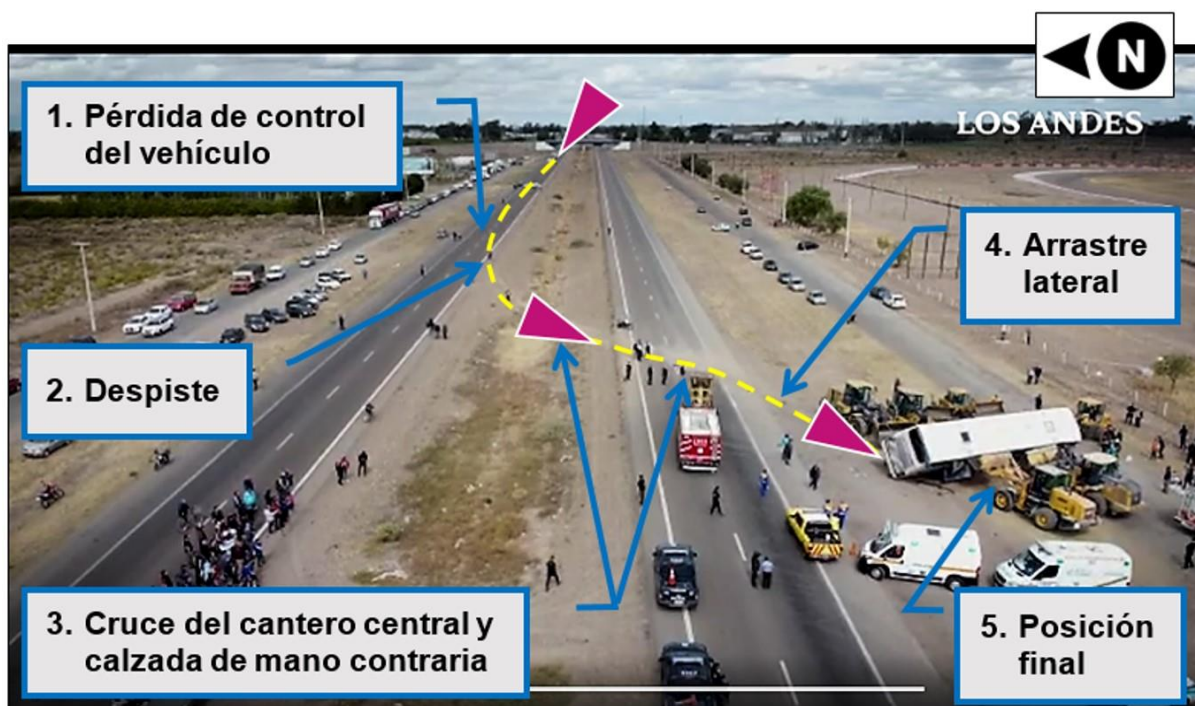 N
LOS ANDES
1. Pérdida de control
del vehículo
4. Arrastre
lateral
2. Despiste
3. Cruce del cantero central y
calzada de mano contraria
5. Posición
final